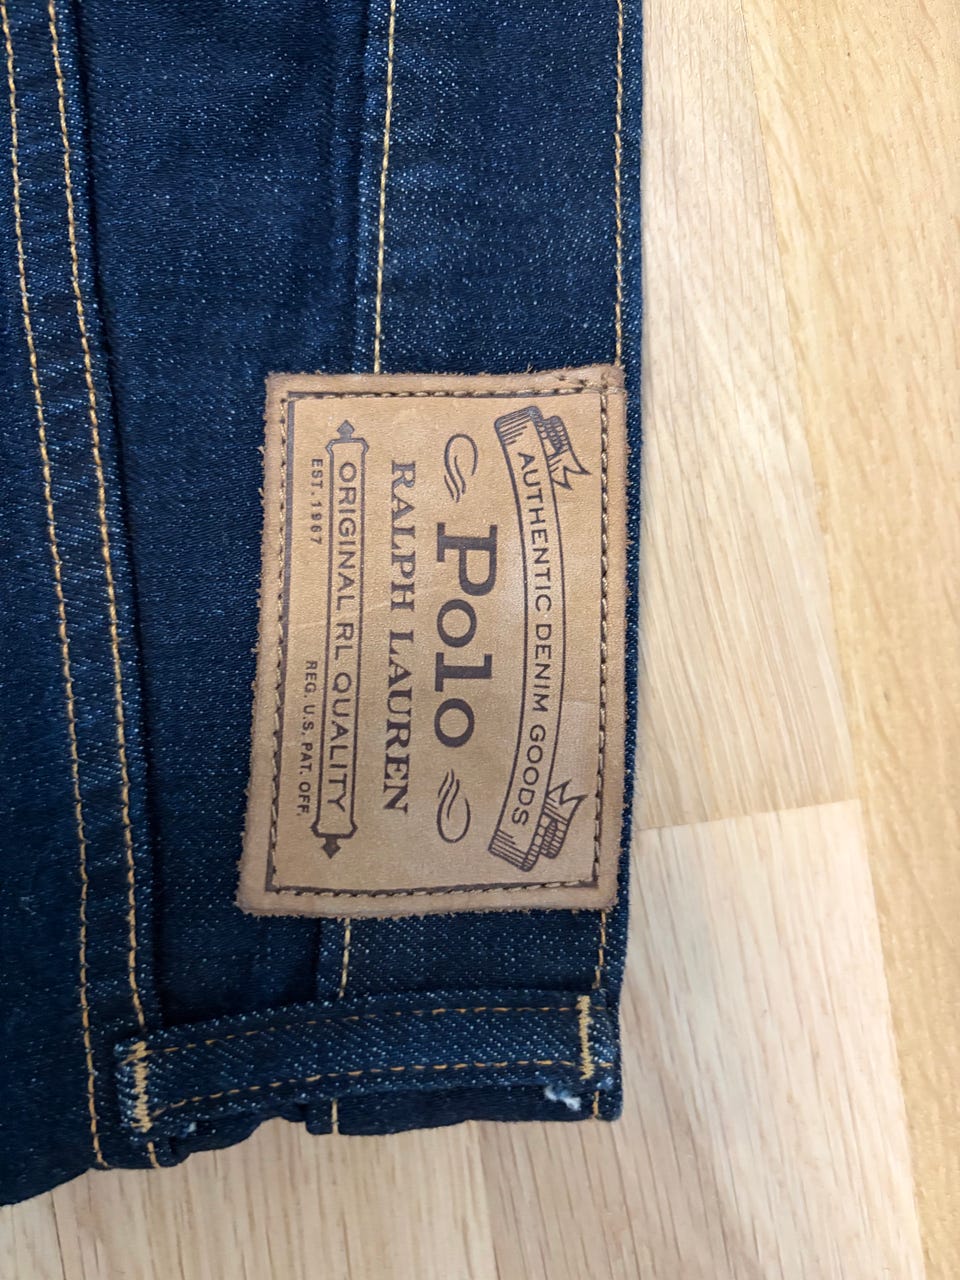 AUTHENTIC DENIM GOODS
Polo
RALPH LAUREN
ORIGINAL RL QUALITY
EST. 1967 REG. U.S. PAT. OFF.